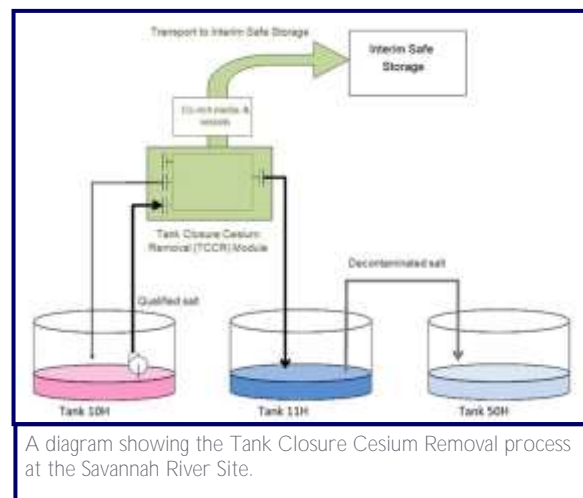 Transport to Interim Safe Storage
Interim Safe
Storage
Cs-rich media &
vessels
Tank Closure Cesium
Removal (TCCR) Module
Decontaminated salt
Qualified salt
Tank 10H
Tank 11H
Tank 50H
A diagram showing the Tank Closure Cesium Removal process
at the Savannah River Site.